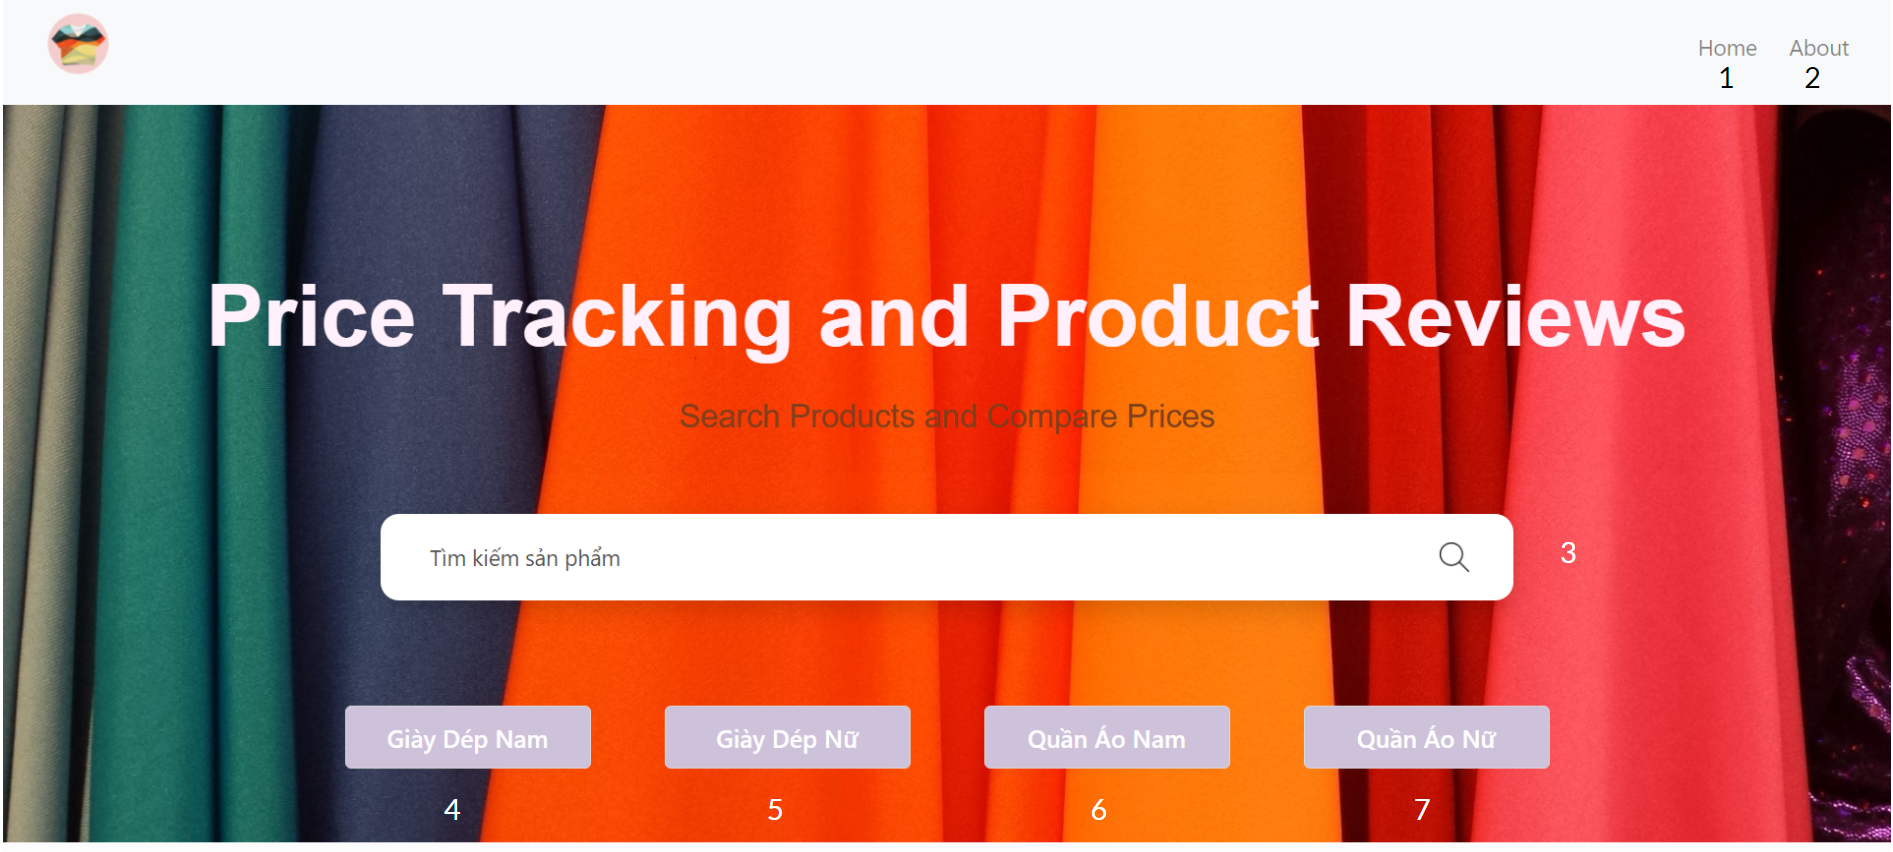 Home About
1 2
Price Tracking and Product Reviews
Search Products and Compare Prices
Tìm kiếm sản phẩm
3
Giày Dép Nam Giày Dép Nữ Quần Áo Nam Quần Áo Nữ
4 5 6 7